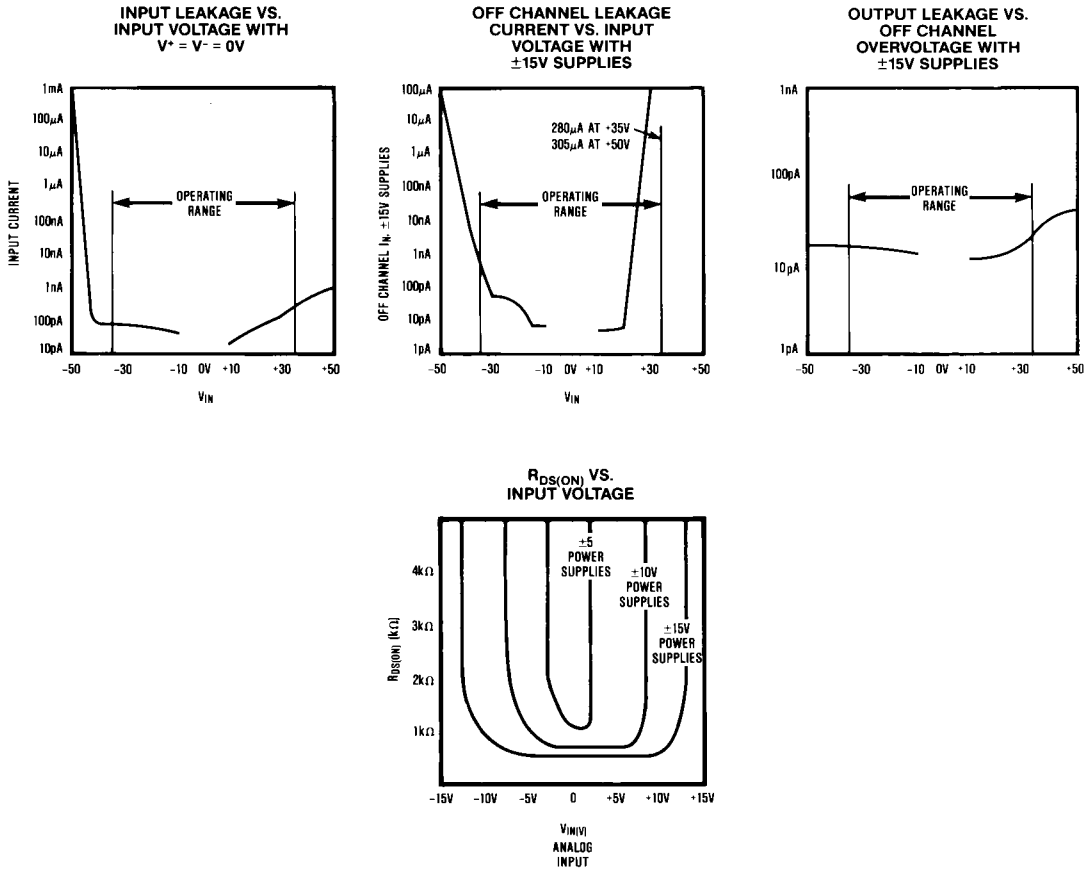 INPUT LEAKAGE VS.
INPUT VOLTAGE WITH
V+ = V- = 0V
1mA
100µA
10µA
1µA
100nA
10nA
1nA
100pA
10pA
INPUT CURRENT
OPERATING
RANGE
-50 -30 -10 0V +10 +30 +50
VIN
OFF CHANNEL LEAKAGE
CURRENT VS. INPUT
VOLTAGE WITH
±15V SUPPLIES
100µA
10µA
1µA
100nA
10nA
1nA
100pA
10pA
1pA
OFF CHANNEL IN, ±15V SUPPLIES
280µA AT +35V
305µA AT +50V
OPERATING
RANGE
-50 -30 -10 0V +10 +30 +50
VIN
OUTPUT LEAKAGE VS.
OFF CHANNEL
OVERVOLTAGE WITH
±15V SUPPLIES
1nA
100pA
10pA
1pA
OPERATING
RANGE
-50 -30 -10 0V +10 +30 +50
RDS(ON) VS.
INPUT VOLTAGE
4kΩ
3kΩ
2kΩ
1kΩ
RDS(ON) (kΩ)
±5
POWER
SUPPLIES
±10V
POWER
SUPPLIES
±15V
POWER
SUPPLIES
-15V -10V -5V 0 +5V +10V +15V
VIN(V)
ANALOG
INPUT